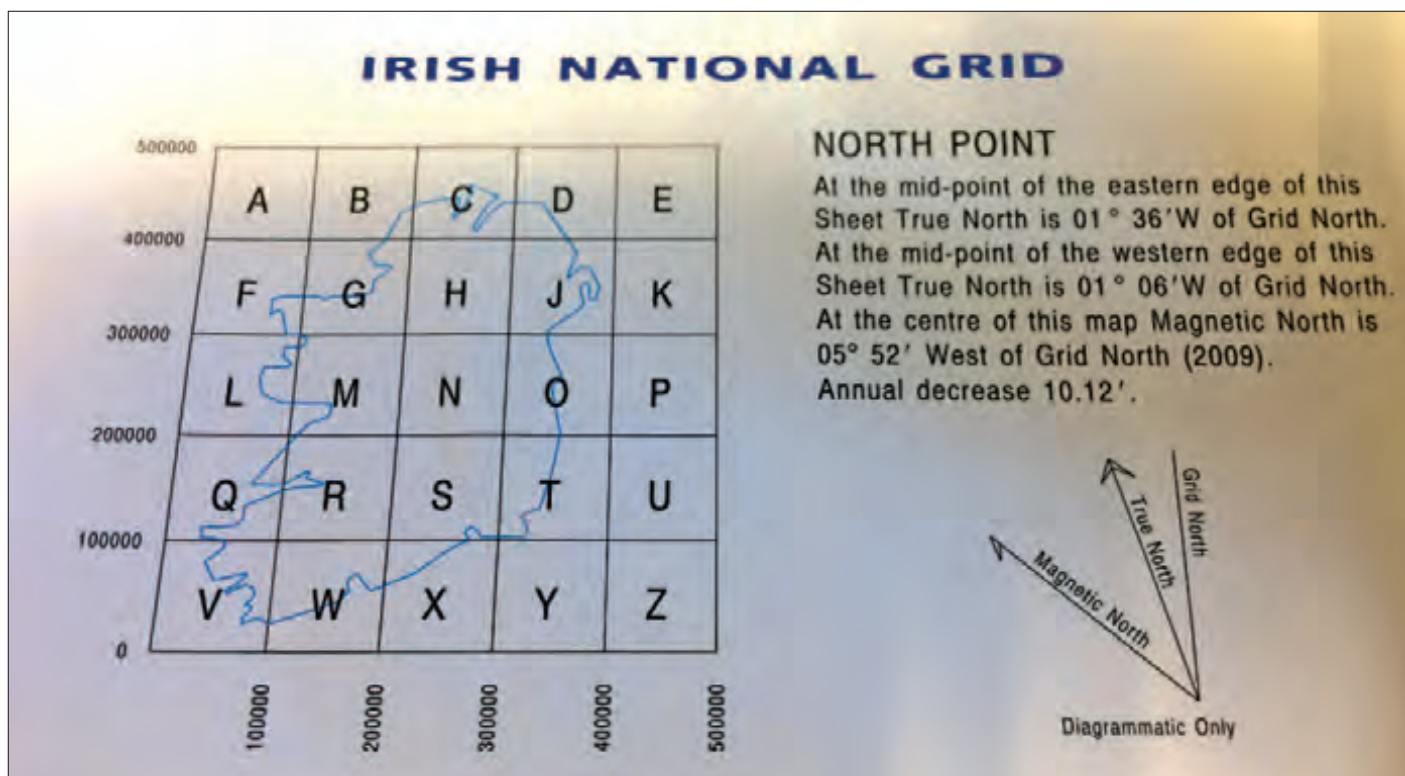 IRISH NATIONAL GRID
500000
400000
300000
200000
100000
0
A B C D E
F G H J K
L M N O P
Q R S T U
V W X Y Z
100000
200000
300000
400000
500000
NORTH POINT
At the mid-point of the eastern edge of this
Sheet True North is 01° 36'W of Grid North.
At the mid-point of the western edge of this
Sheet True North is 01° 06'W of Grid North.
At the centre of this map Magnetic North is
05° 52' West of Grid North (2009).
Annual decrease 10.12'.
Magnetic North
True North
Grid North
Diagrammatic Only